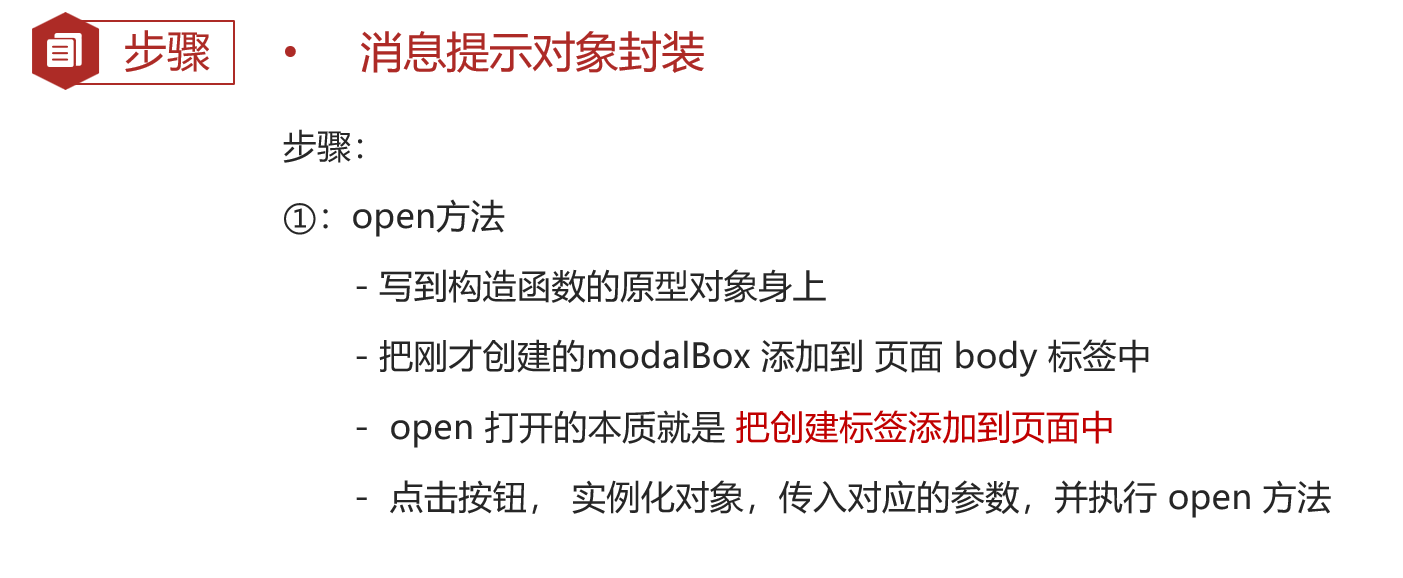 步骤
• 消息提示对象封装
步骤：
①：open方法
- 写到构造函数的原型对象身上
- 把刚才创建的modalBox 添加到 页面 body 标签中
- open 打开的本质就是 把创建标签添加到页面中
- 点击按钮， 实例化对象，传入对应的参数，并执行 open 方法